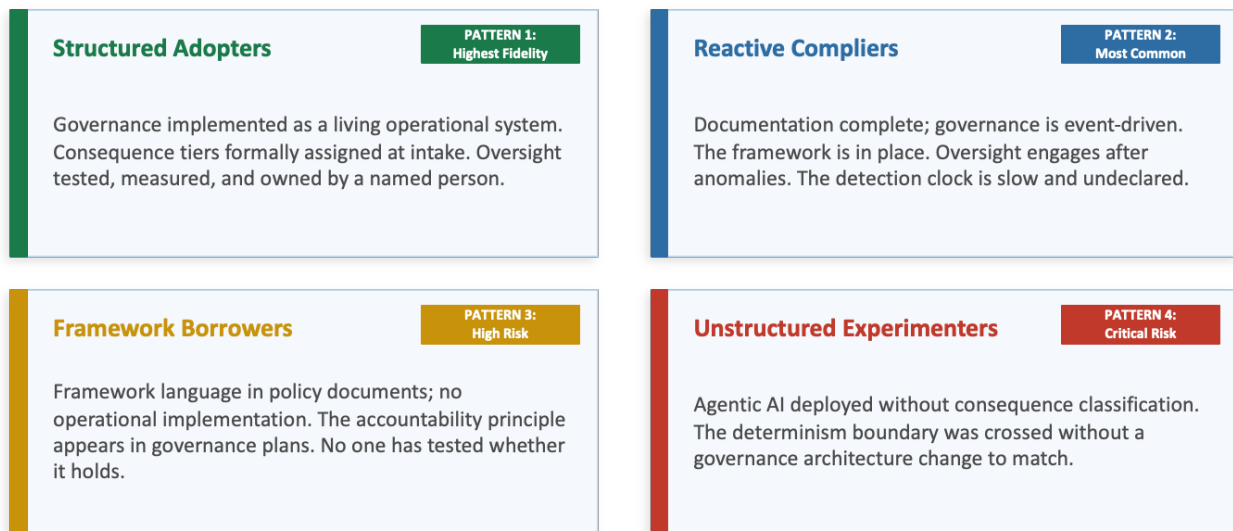 Structured Adopters
PATTERN 1:
Highest Fidelity
Governance implemented as a living operational system.
Consequence tiers formally assigned at intake. Oversight
tested, measured, and owned by a named person.
Reactive Compliers
PATTERN 2:
Most Common
Documentation complete; governance is event-driven.
The framework is in place. Oversight engages after
anomalies. The detection clock is slow and undeclared.
Framework Borrowers
PATTERN 3:
High Risk
Framework language in policy documents; no
operational implementation. The accountability principle
appears in governance plans. No one has tested whether
it holds.
Unstructured Experimenters
PATTERN 4:
Critical Risk
Agentic AI deployed without consequence classification.
The determinism boundary was crossed without a
governance architecture change to match.